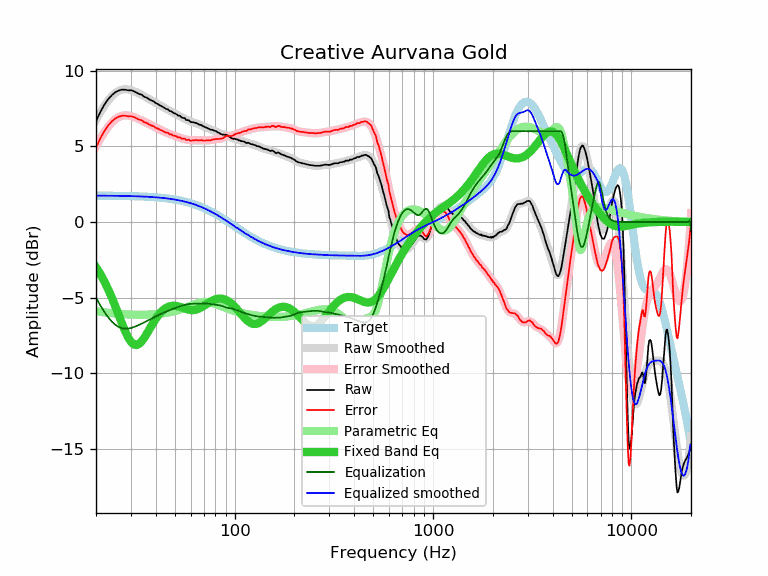 Creative Aurvana Gold
Amplitude (dBr)
10
5
0
−5
−10
−15
Target
Raw Smoothed
Error Smoothed
Raw
Error
Parametric Eq
Fixed Band Eq
Equalization
Equalized smoothed
100
1000
10000
Frequency (Hz)